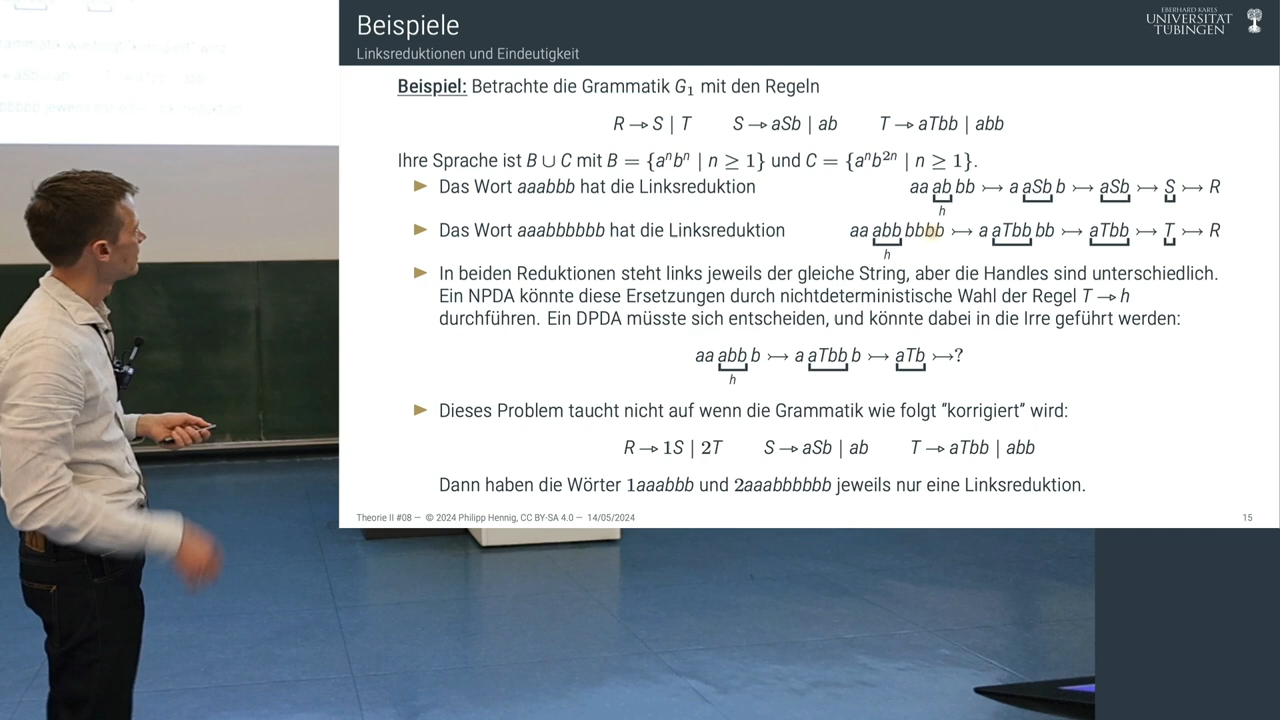 Beispiele
Linksreduktionen und Eindeutigkeit
EBERHARD KARLS
UNIVERSITÄT
TÜBINGEN
Beispiel: Betrachte die Grammatik G₁ mit den Regeln
R → S | T S → aSb | ab T → aTbb | abb
Ihre Sprache ist B ∪ C mit B = {aⁿbⁿ | n ≥ 1} und C = {aⁿb²ⁿ | n ≥ 1}.
Das Wort aaabbb hat die Linksreduktion aa ab bb ↣ a aSb b ↣ aSb ↣ S ↣ R
h
Das Wort aaabbbbbb hat die Linksreduktion aa abb bbbb ↣ a aTbb bb ↣ aTbb ↣ T ↣ R
h
In beiden Reduktionen steht links jeweils der gleiche String, aber die Handles sind unterschiedlich.
Ein NPDA könnte diese Ersetzungen durch nichtdeterministische Wahl der Regel T → h
durchführen. Ein DPDA müsste sich entscheiden, und könnte dabei in die Irre geführt werden:
aa abb b ↣ a aTbb b ↣ aTb ↣?
h
Dieses Problem taucht nicht auf wenn die Grammatik wie folgt "korrigiert" wird:
R → 1S | 2T S → aSb | ab T → aTbb | abb
Dann haben die Wörter 1aaabbb und 2aaabbbbbb jeweils nur eine Linksreduktion.
Theorie II #08 — © 2024 Philipp Hennig, CC BY-SA 4.0 — 14/05/2024 15